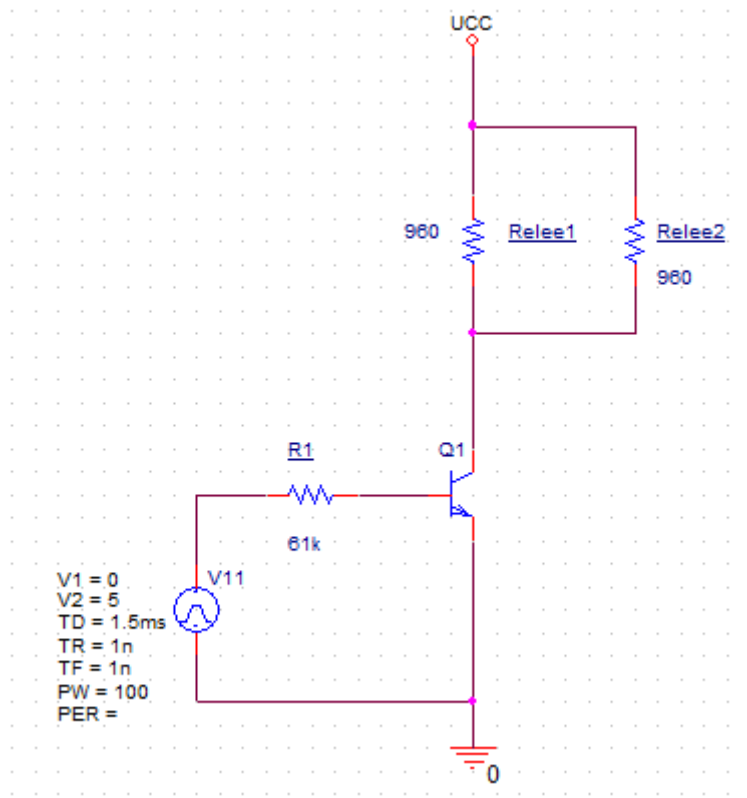 UCC
960
Relee1
Relee2
960
R1
Q1
61k
V11
V1 = 0
V2 = 5
TD = 1.5ms
TR = 1n
TF = 1n
PW = 100
PER =
0